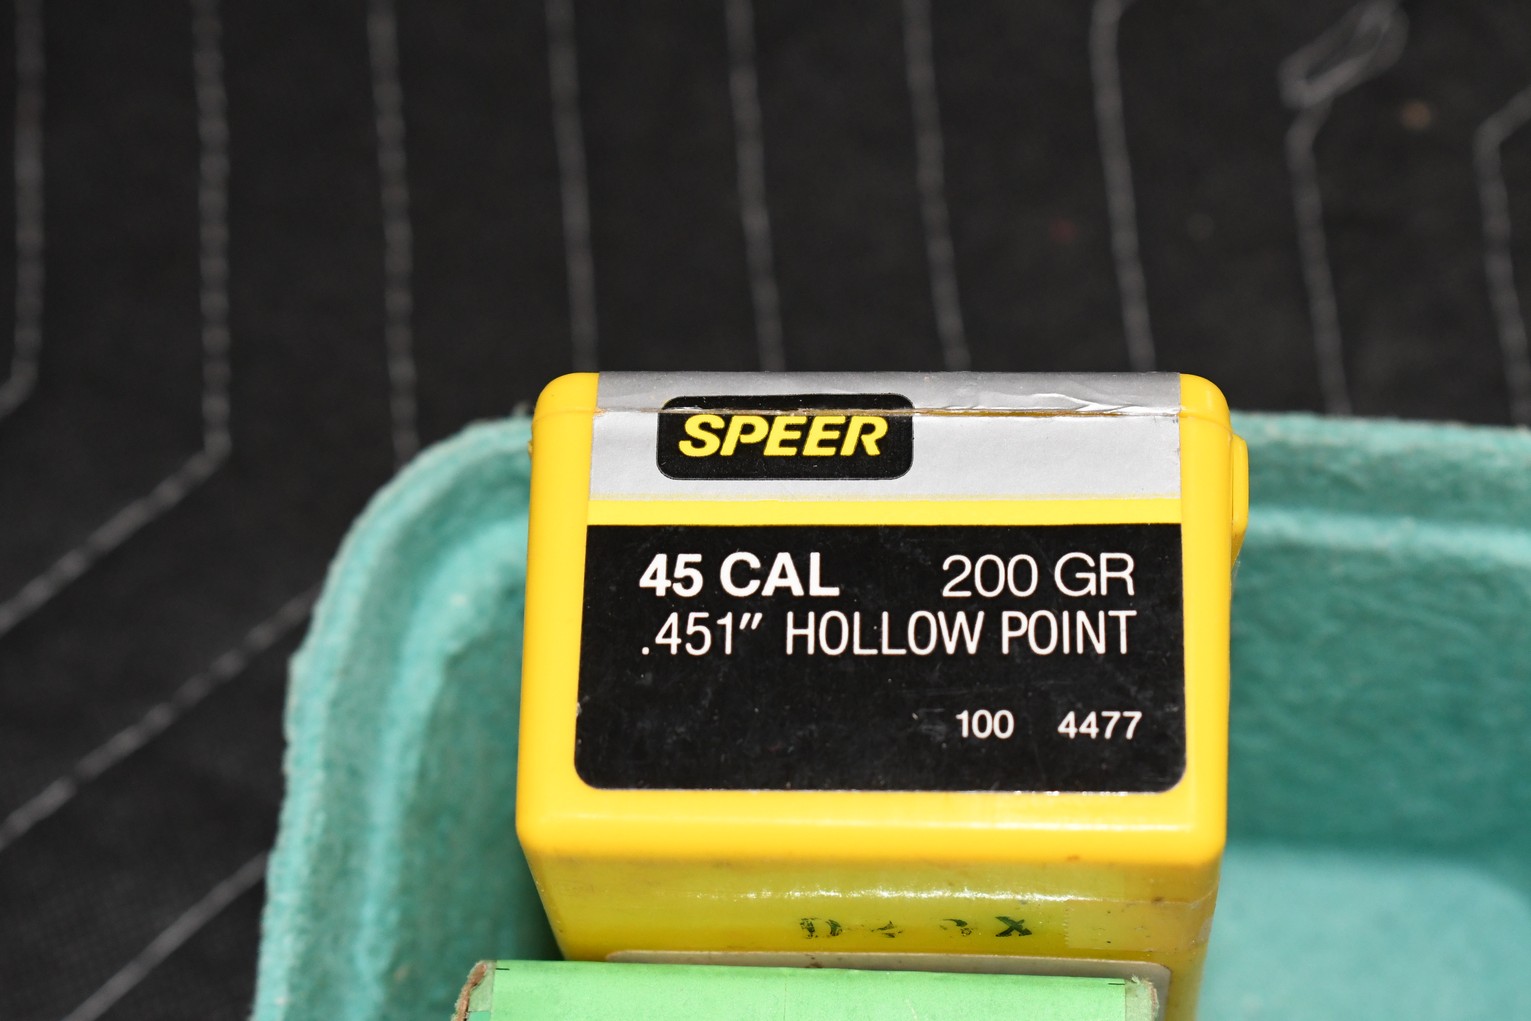 SPEER
45 CAL 200 GR
.451" HOLLOW POINT
100 4477